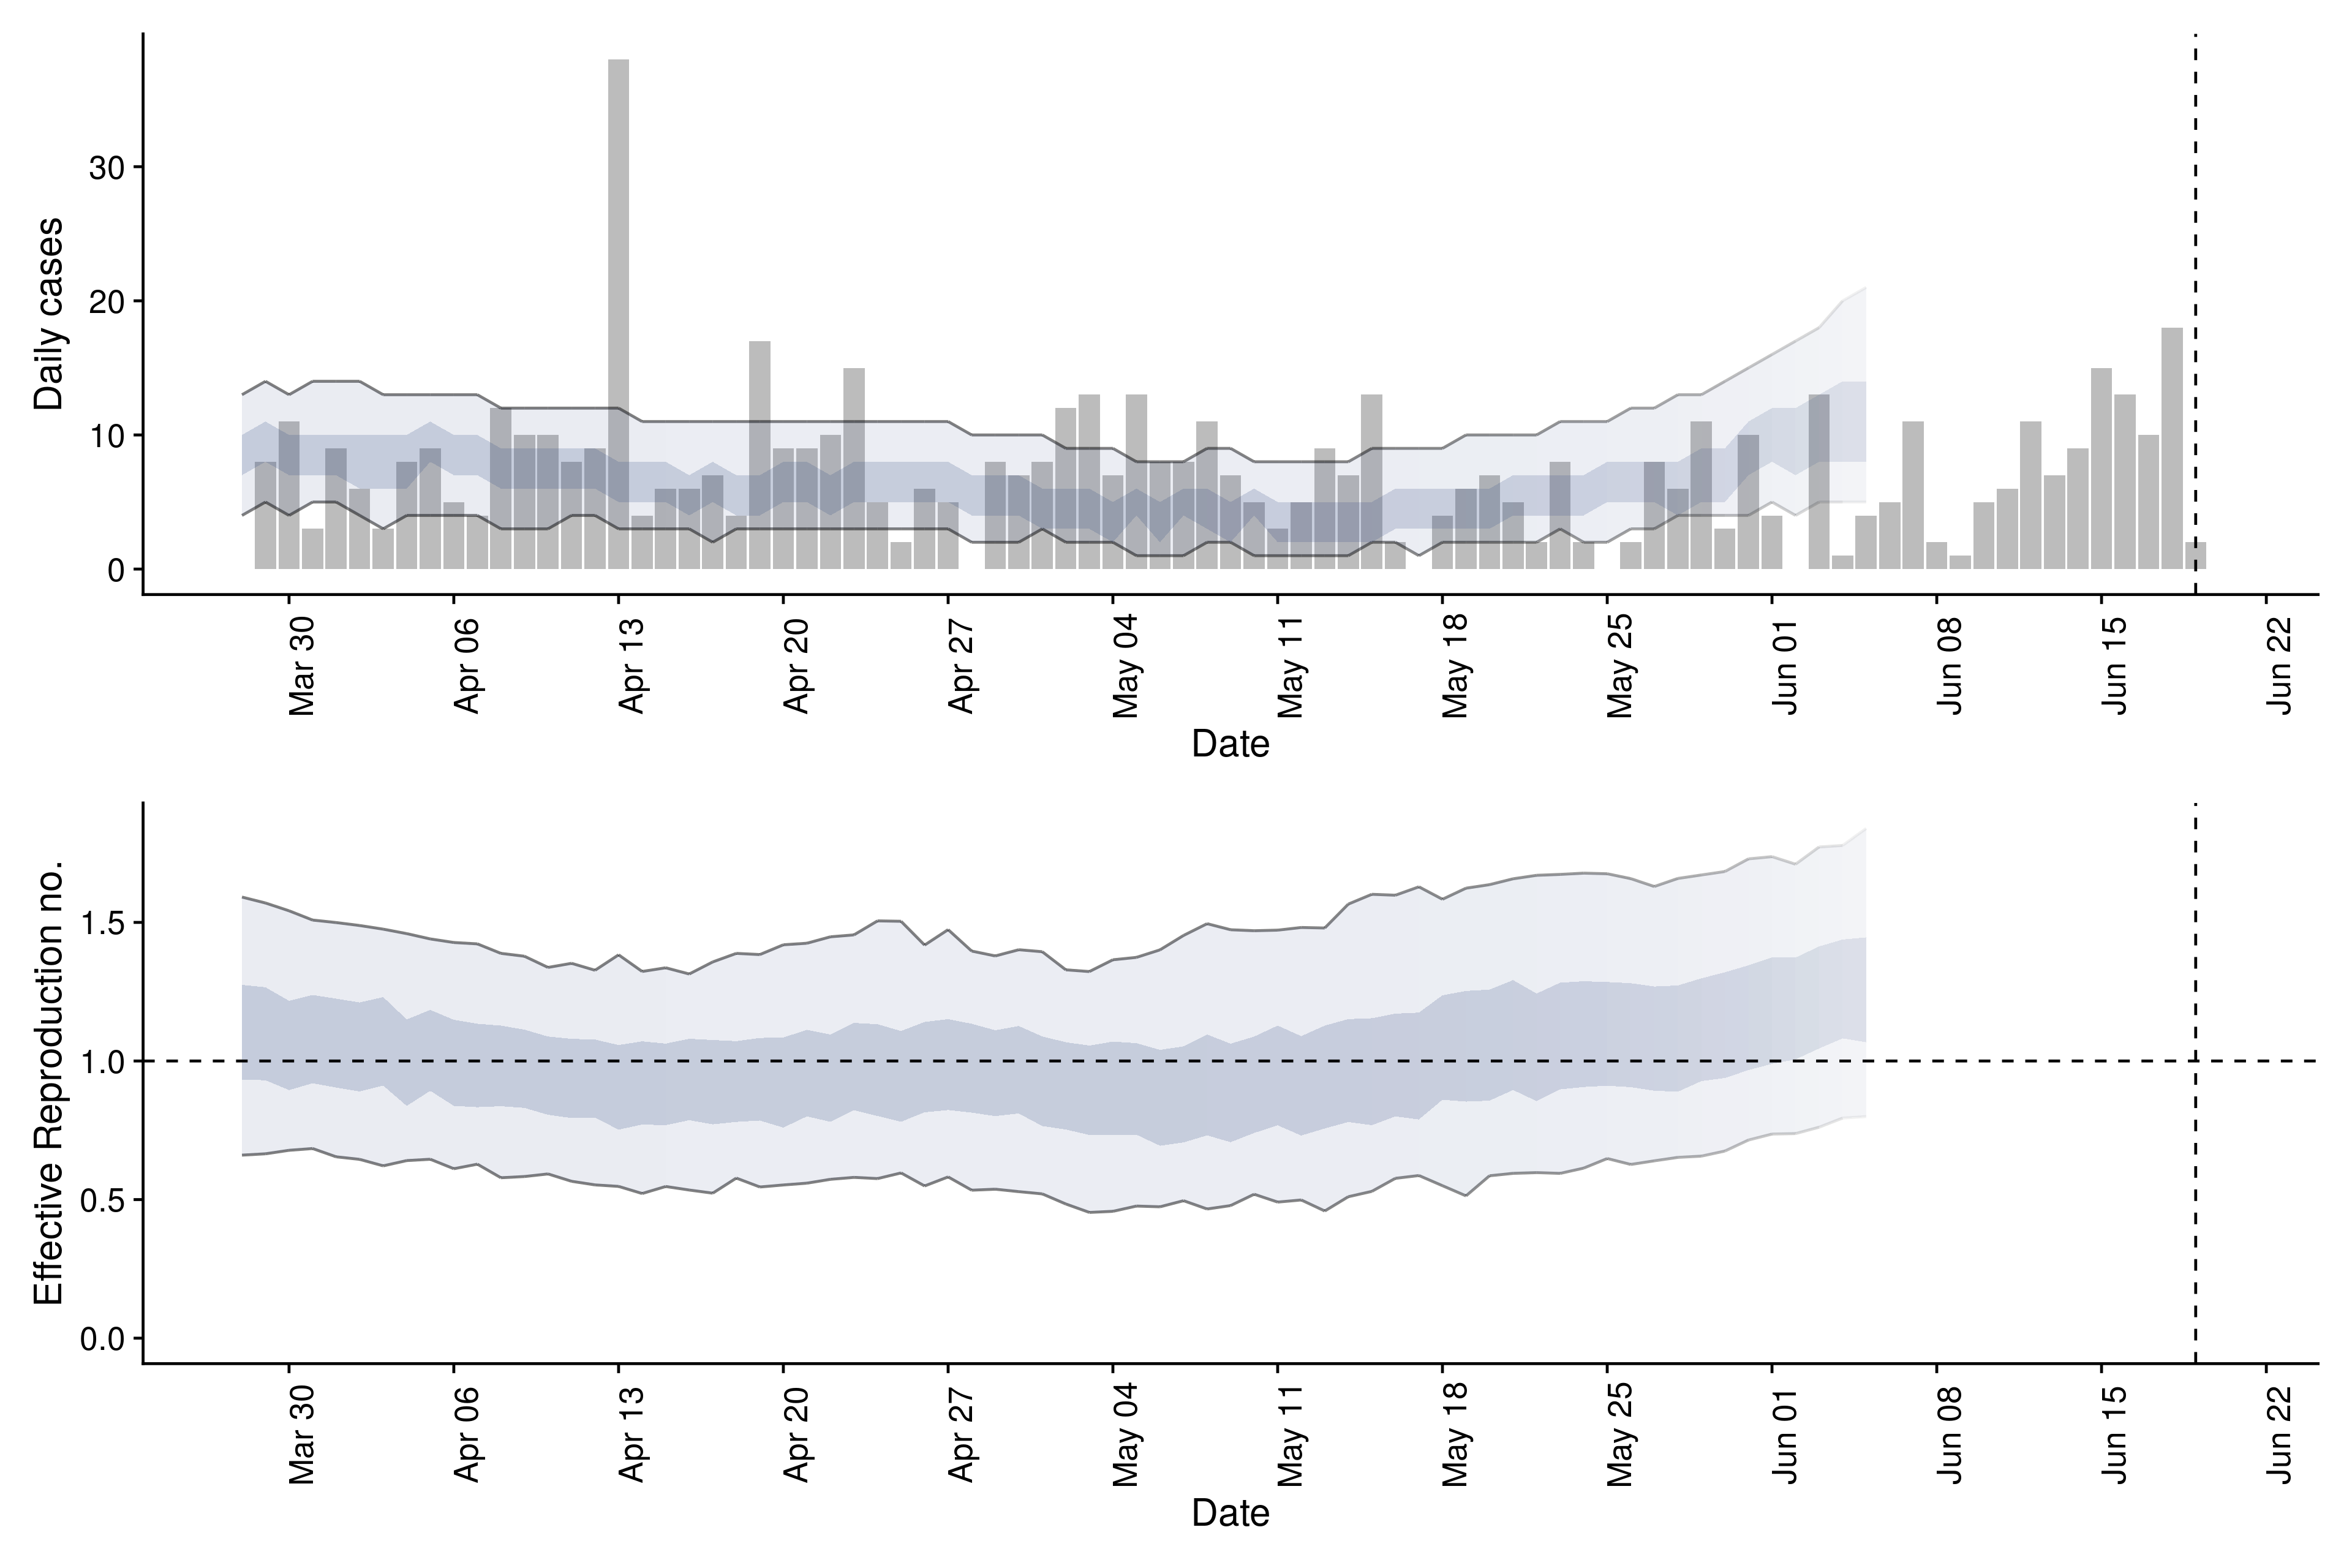 Daily cases
30
20
10
0
Mar 30
Apr 06
Apr 13
Apr 20
Apr 27
May 04
May 11
May 18
May 25
Jun 01
Jun 08
Jun 15
Jun 22
Date
Effective Reproduction no.
1.5
1.0
0.5
0.0
Mar 30
Apr 06
Apr 13
Apr 20
Apr 27
May 04
May 11
May 18
May 25
Jun 01
Jun 08
Jun 15
Jun 22
Date